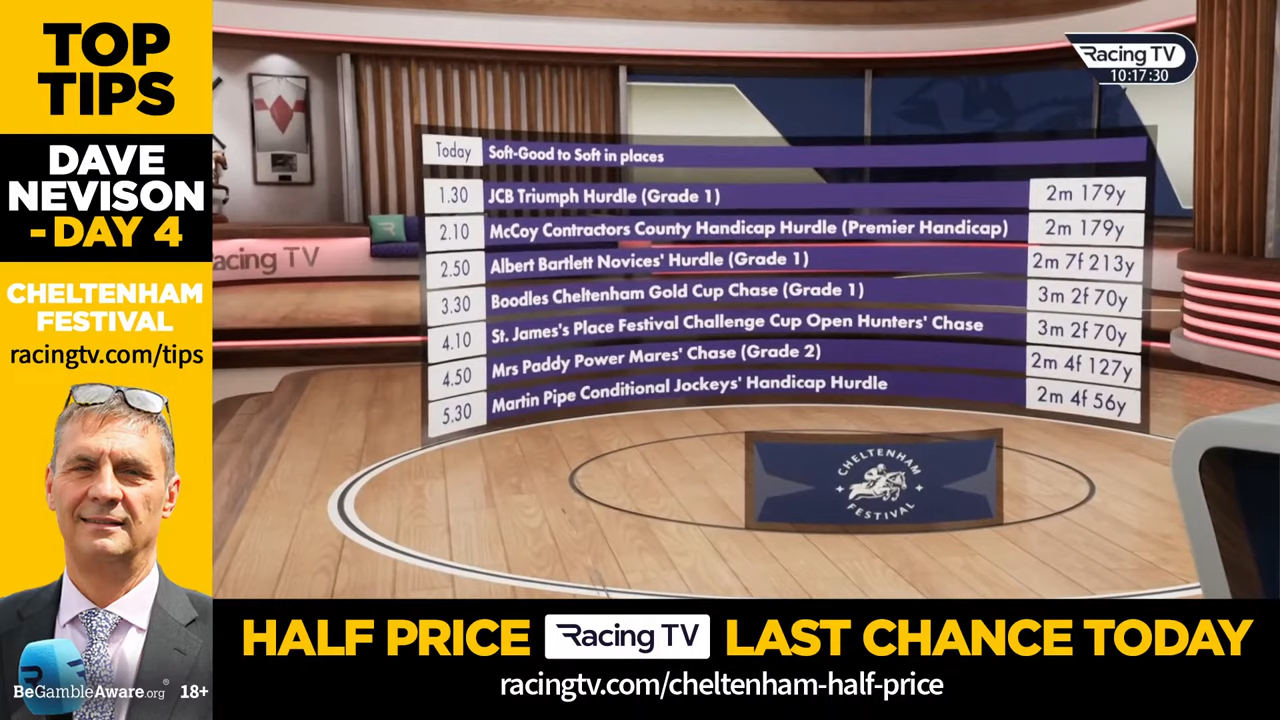 TOP
TIPS
DAVE
NEVISON
- DAY 4
CHELTENHAM
FESTIVAL
racingtv.com/tips
BeGambleAware.org® 18+
Racing TV
10:17:30
acing TV
Today Soft-Good to Soft in places
1.30 JCB Triumph Hurdle (Grade 1) 2m 179y
2.10 McCoy Contractors County Handicap Hurdle (Premier Handicap) 2m 179y
2.50 Albert Bartlett Novices' Hurdle (Grade 1) 2m 7f 213y
3.30 Boodles Cheltenham Gold Cup Chase (Grade 1) 3m 2f 70y
4.10 St. James's Place Festival Challenge Cup Open Hunters' Chase 3m 2f 70y
4.50 Mrs Paddy Power Mares' Chase (Grade 2) 2m 4f 127y
5.30 Martin Pipe Conditional Jockeys' Handicap Hurdle 2m 4f 56y
CHELTENHAM
FESTIVAL
HALF PRICE Racing TV LAST CHANCE TODAY
racingtv.com/cheltenham-half-price